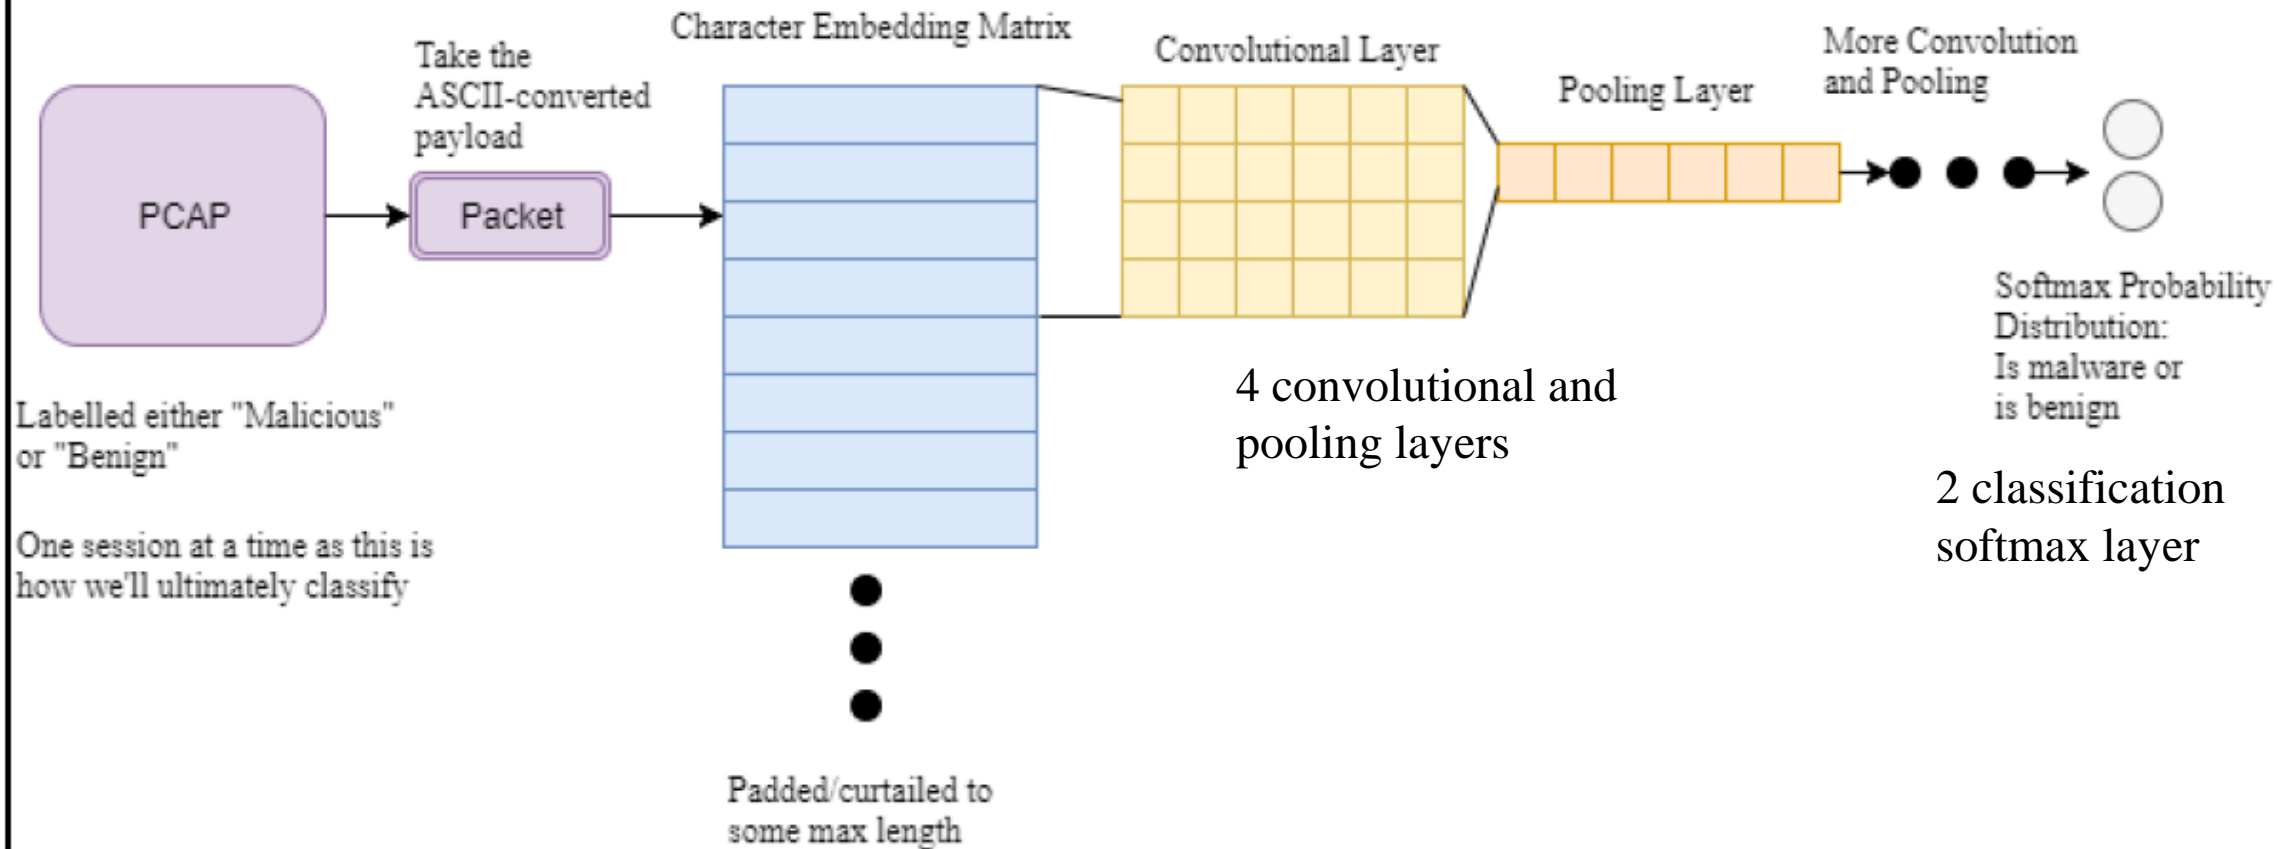 Character Embedding Matrix
Take the
ASCII-converted
payload
Convolutional Layer
More Convolution
and Pooling
Pooling Layer
PCAP
Packet
Softmax Probability
Distribution:
Is malware or
is benign
4 convolutional and
pooling layers
Labelled either "Malicious"
or "Benign"
2 classification
softmax layer
One session at a time as this is
how we'll ultimately classify
Padded/curtailed to
some max length